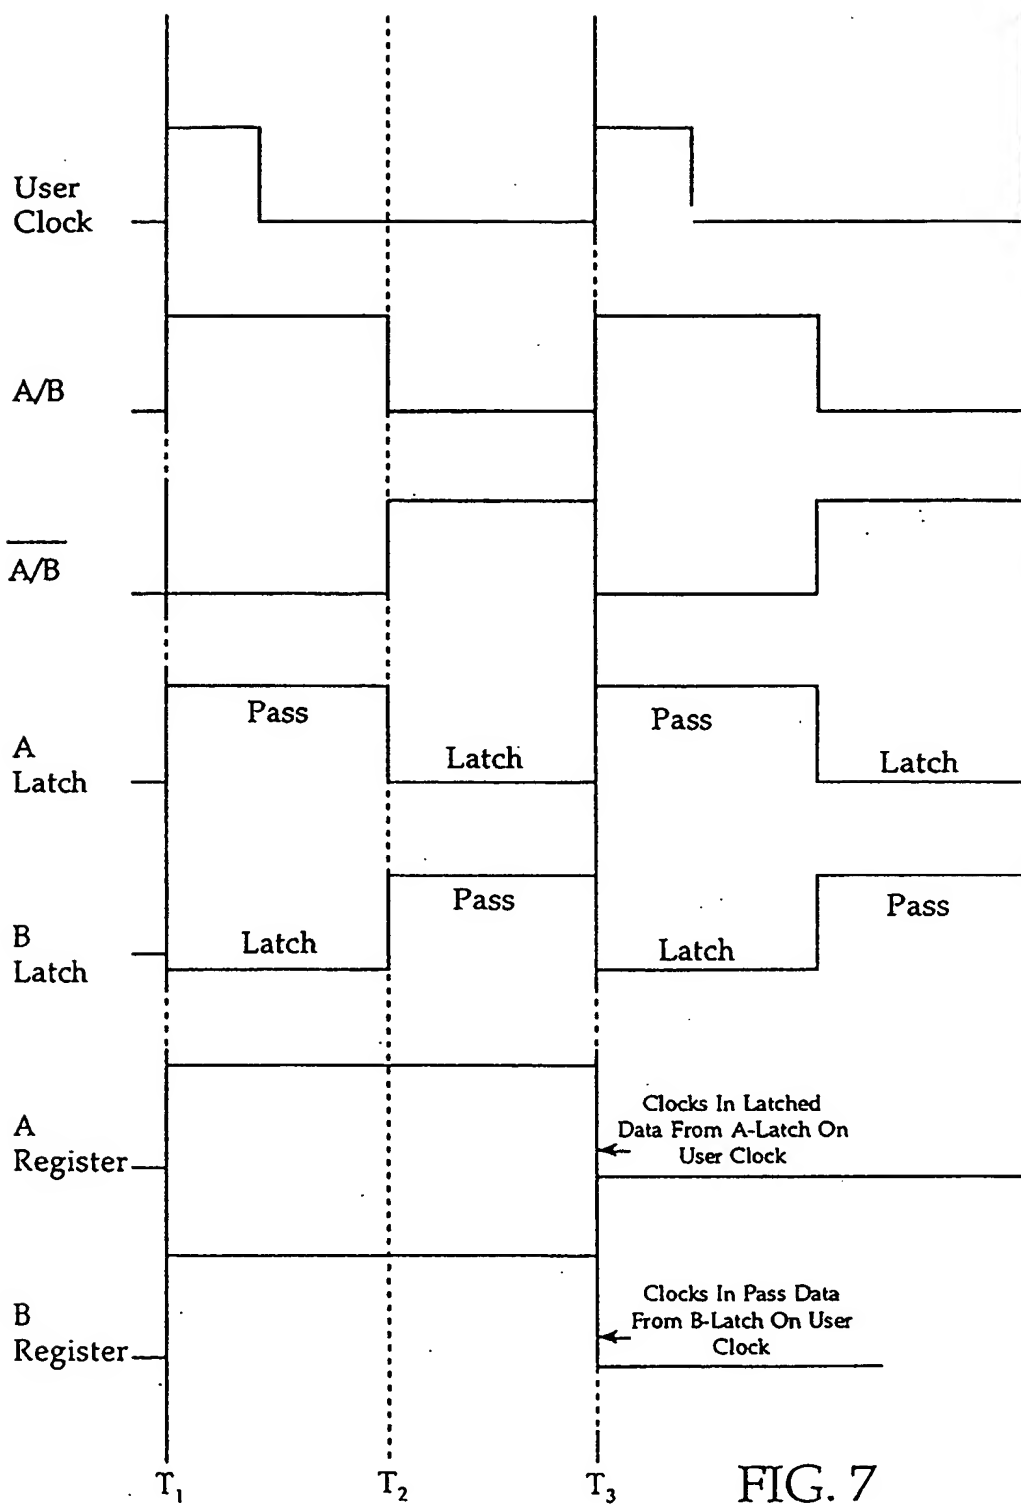 User
Clock
A/B
A/B
A
Latch
Pass
Latch
Pass
Latch
B
Latch
Latch
Pass
Latch
Pass
A
Register
Clocks In Latched
Data From A-Latch On
User Clock
B
Register
Clocks In Pass Data
From B-Latch On User
Clock
T1
T2
T3
FIG. 7